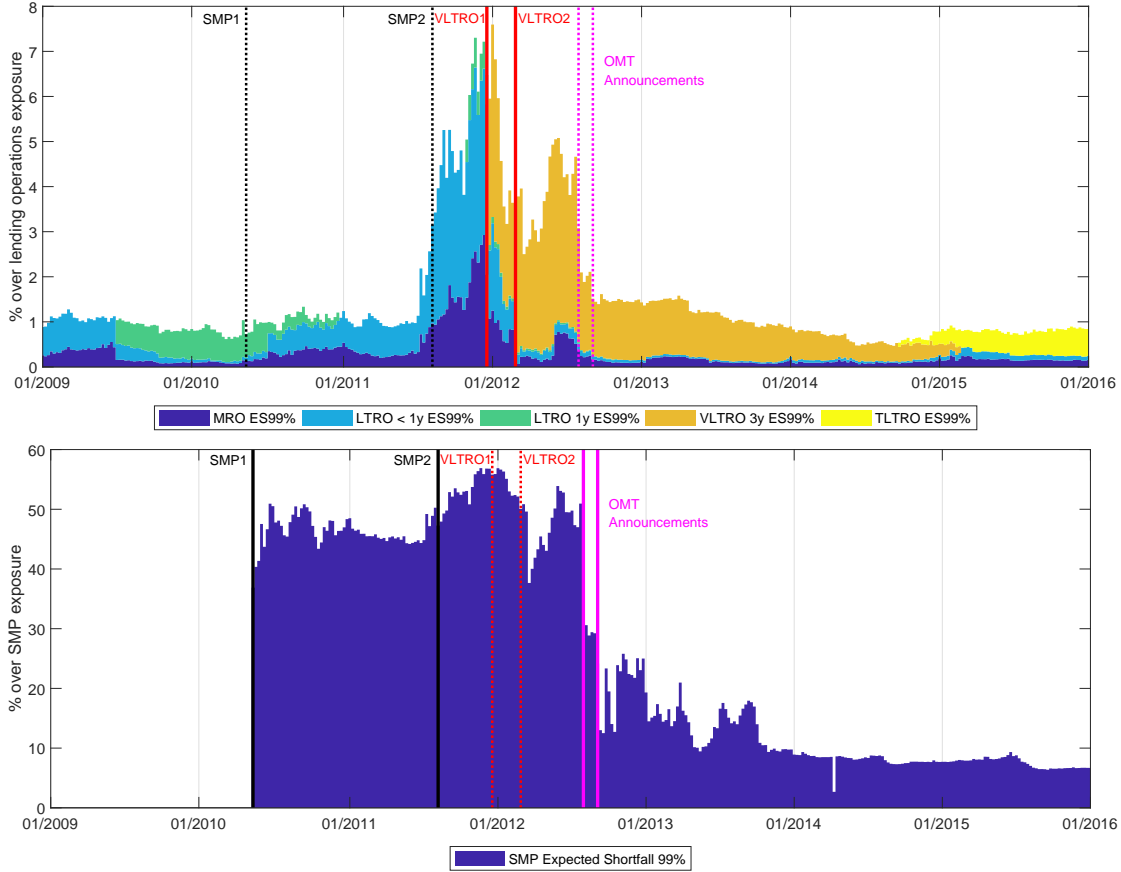 % over lending operations exposure
8
7
6
5
4
3
2
1
0
SMP1
SMP2
VLTRO1
VLTRO2
OMT
Announcements
01/2009
01/2010
01/2011
01/2012
01/2013
01/2014
01/2015
01/2016
MRO ES99%
LTRO < 1y ES99%
LTRO 1y ES99%
VLTRO 3y ES99%
TLTRO ES99%
% over SMP exposure
60
50
40
30
20
10
0
SMP1
SMP2
VLTRO1
VLTRO2
OMT
Announcements
01/2009
01/2010
01/2011
01/2012
01/2013
01/2014
01/2015
01/2016
SMP Expected Shortfall 99%